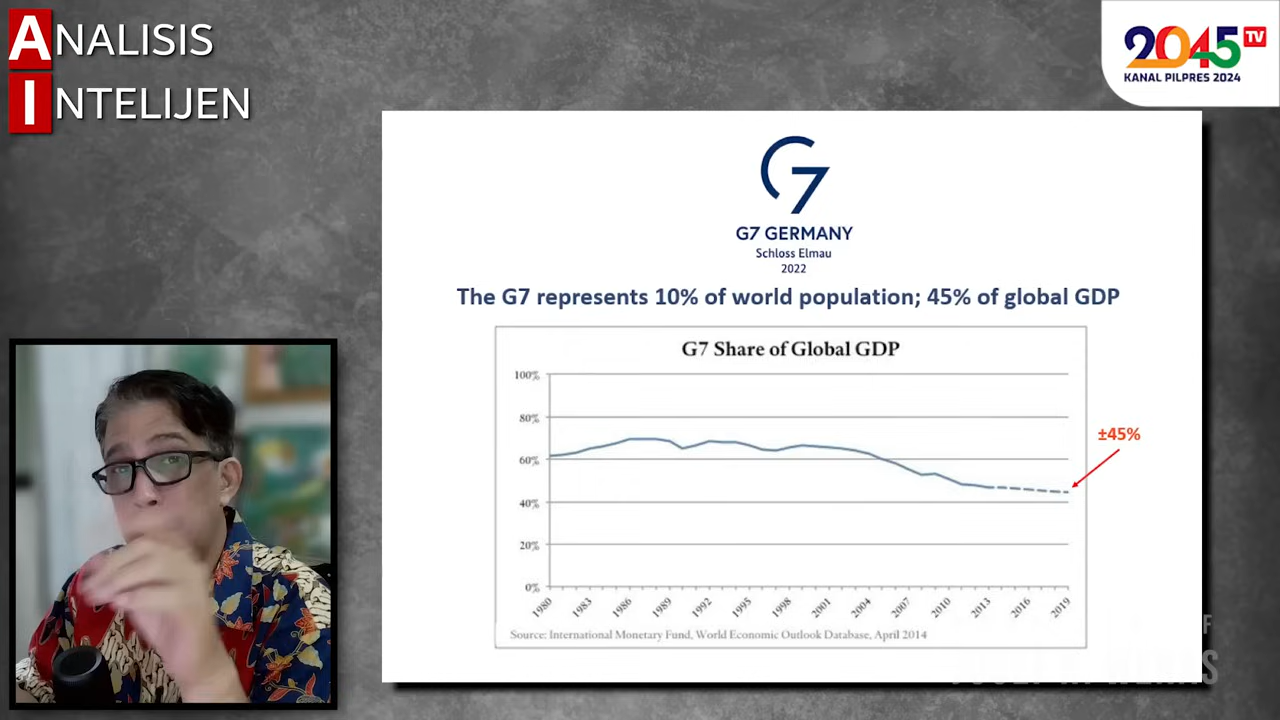 ANALISIS
INTELIJEN
2045 TV
KANAL PILPRES 2024
G7
G7 GERMANY
Schloss Elmau
2022
The G7 represents 10% of world population; 45% of global GDP
G7 Share of Global GDP
100%
80%
60%
40%
20%
0%
±45%
1980 1983 1986 1989 1992 1995 1998 2001 2004 2007 2010 2013 2016 2019
Source: International Monetary Fund, World Economic Outlook Database, April 2014